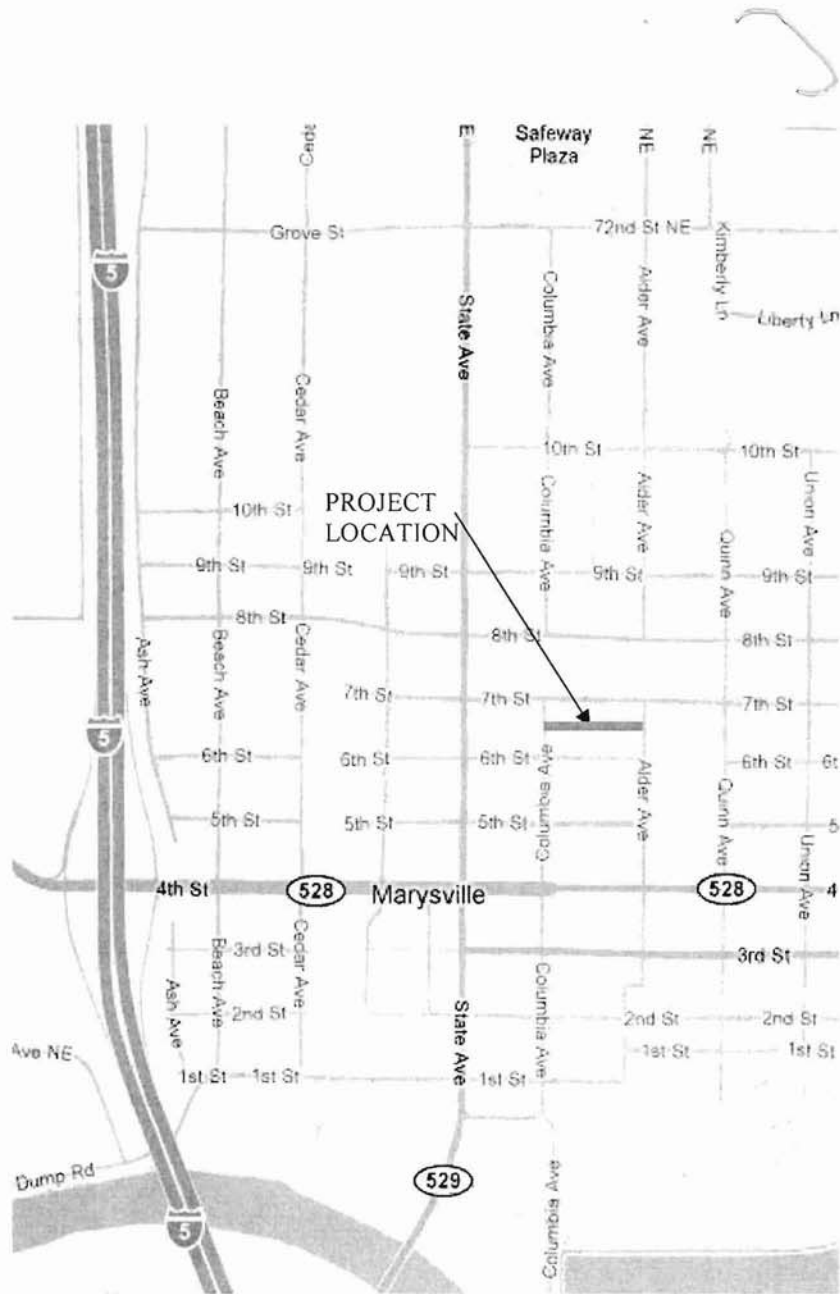 E
Safeway
Plaza
NE
NE
Cede
Grove St
72nd St NE
Kimberly Ln
5
State Ave
Columbia Ave
Alder Ave
Liberty Ln
Beach Ave
Cedar Ave
10th St
10th St
PROJECT
LOCATION
10th St
Columbia Ave
Alder Ave
Union Ave
9th St
9th St
9th St
9th St
9th St
Quinn Ave
8th St
8th St
8th St
Ash Ave
Beach Ave
Cedar Ave
7th St
7th St
7th St
5
6th St
6th St
6th St
6th St
6t
Columbia Ave
Alder Ave
Quinn Ave
5th St
5th St
5th St
5th St
5
Union Ave
4th St
528
Marysville
528
4
3rd St
3rd St
Ash Ave
Beach Ave
Cedar Ave
State Ave
Columbia Ave
2nd St
2nd St
2nd St
Ave NE
1st St
1st St
1st St
1st St
1st St
Dump Rd
529
Columbia Ave
5